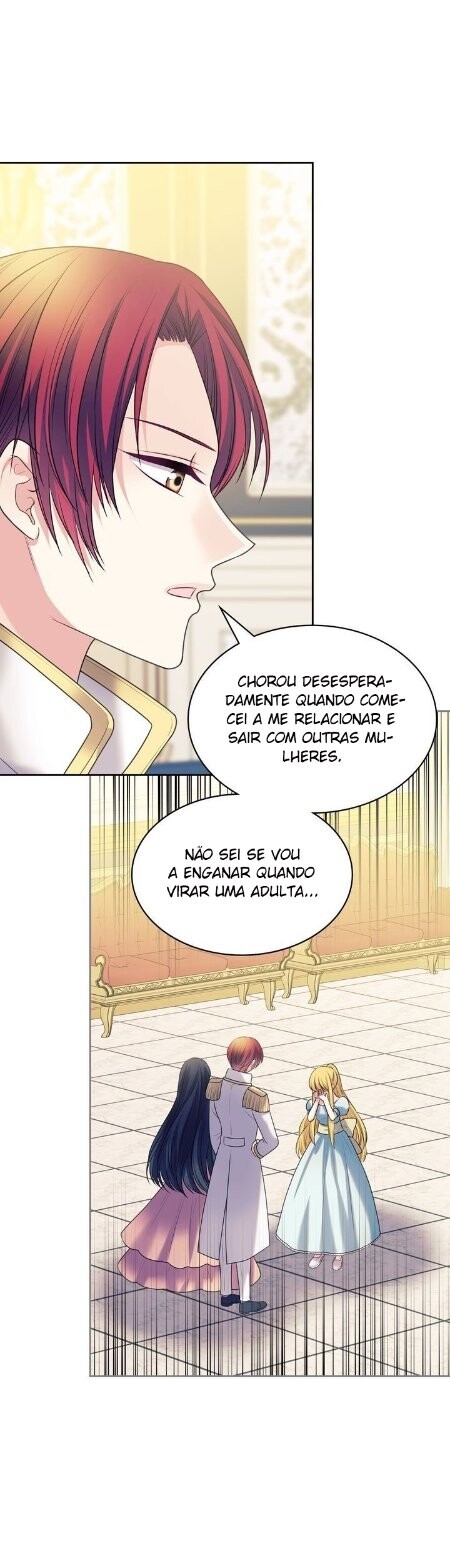 CHOROU DESESPERA-
DAMENTE QUANDO COME-
CEI A ME RELACIONAR E
SAIR COM OUTRAS MU-
LHERES.
NÃO SEI SE VOU
A ENGANAR QUANDO
VIRAR UMA ADULTA...